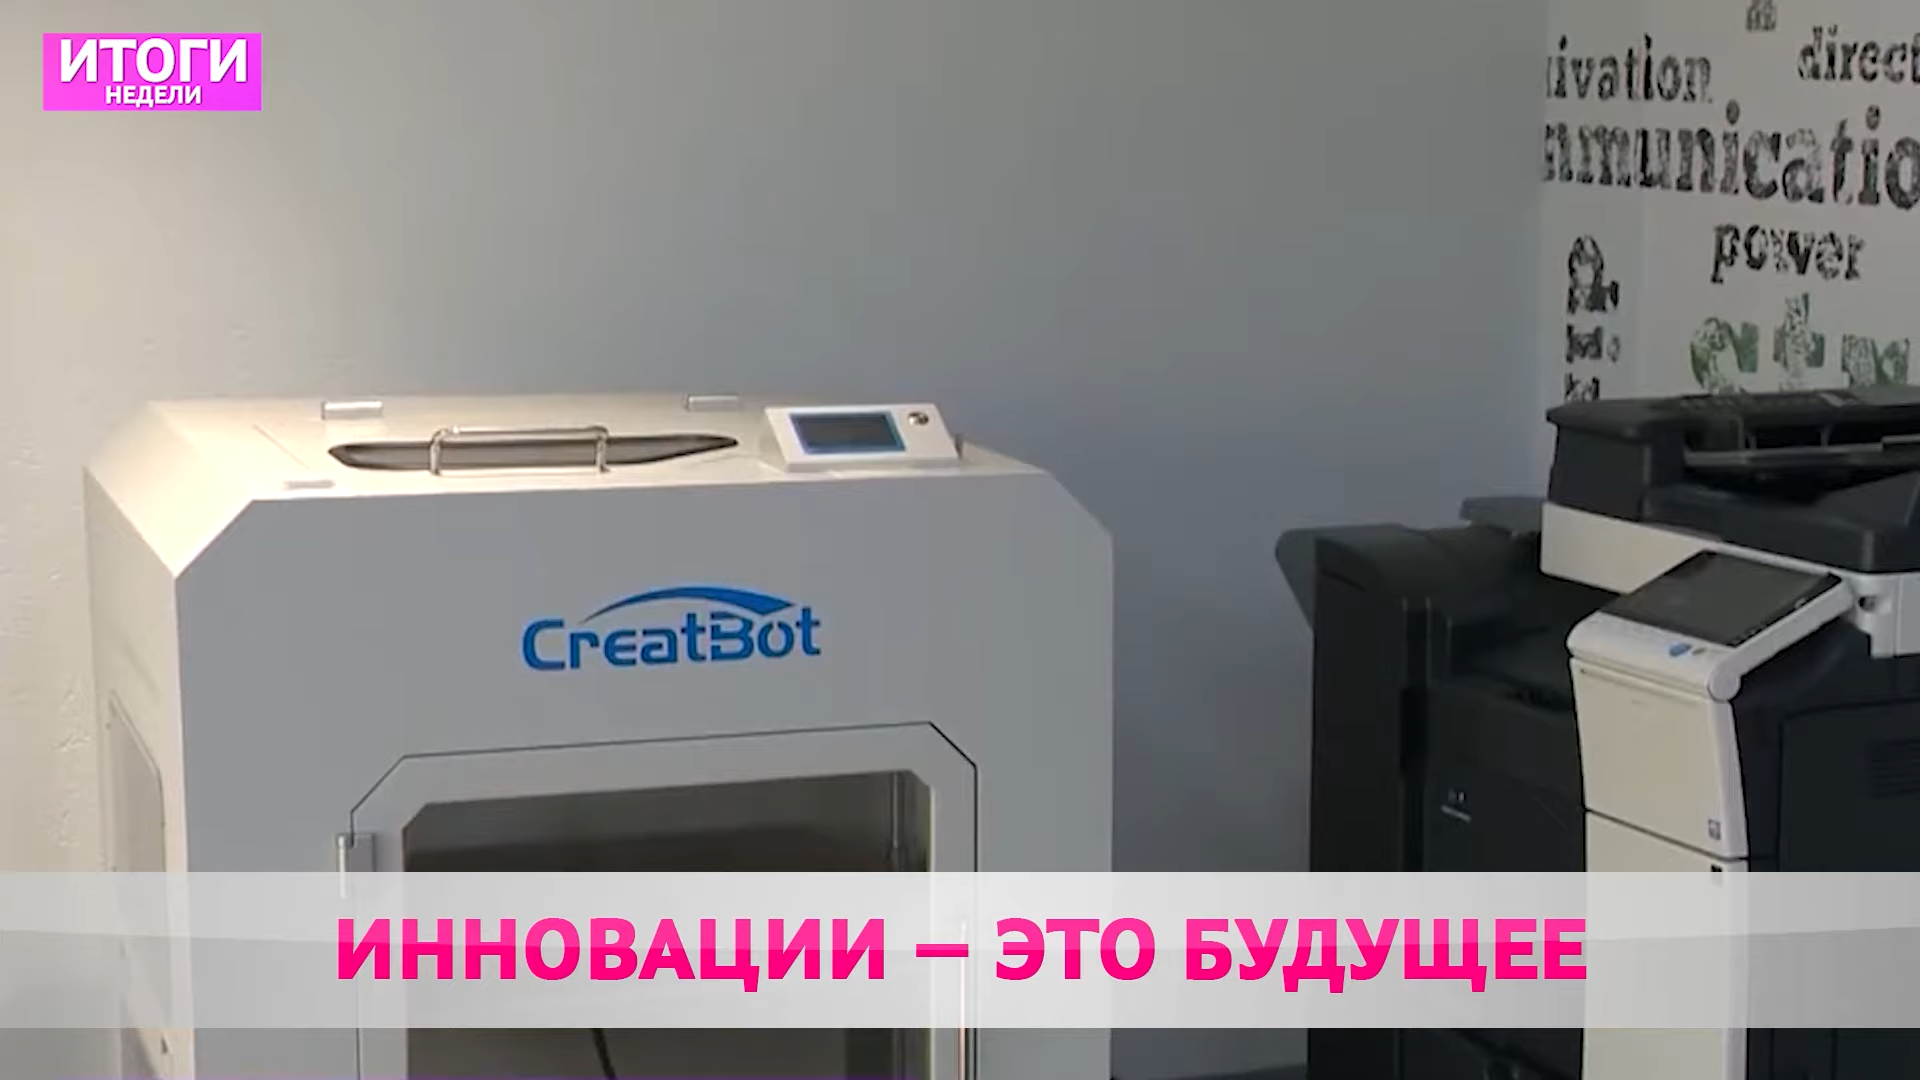 ИТОГИ
НЕДЕЛИ
direct
ivation
mmunicatio
power
CreatBot
ИННОВАЦИИ — ЭТО БУДУЩЕЕ